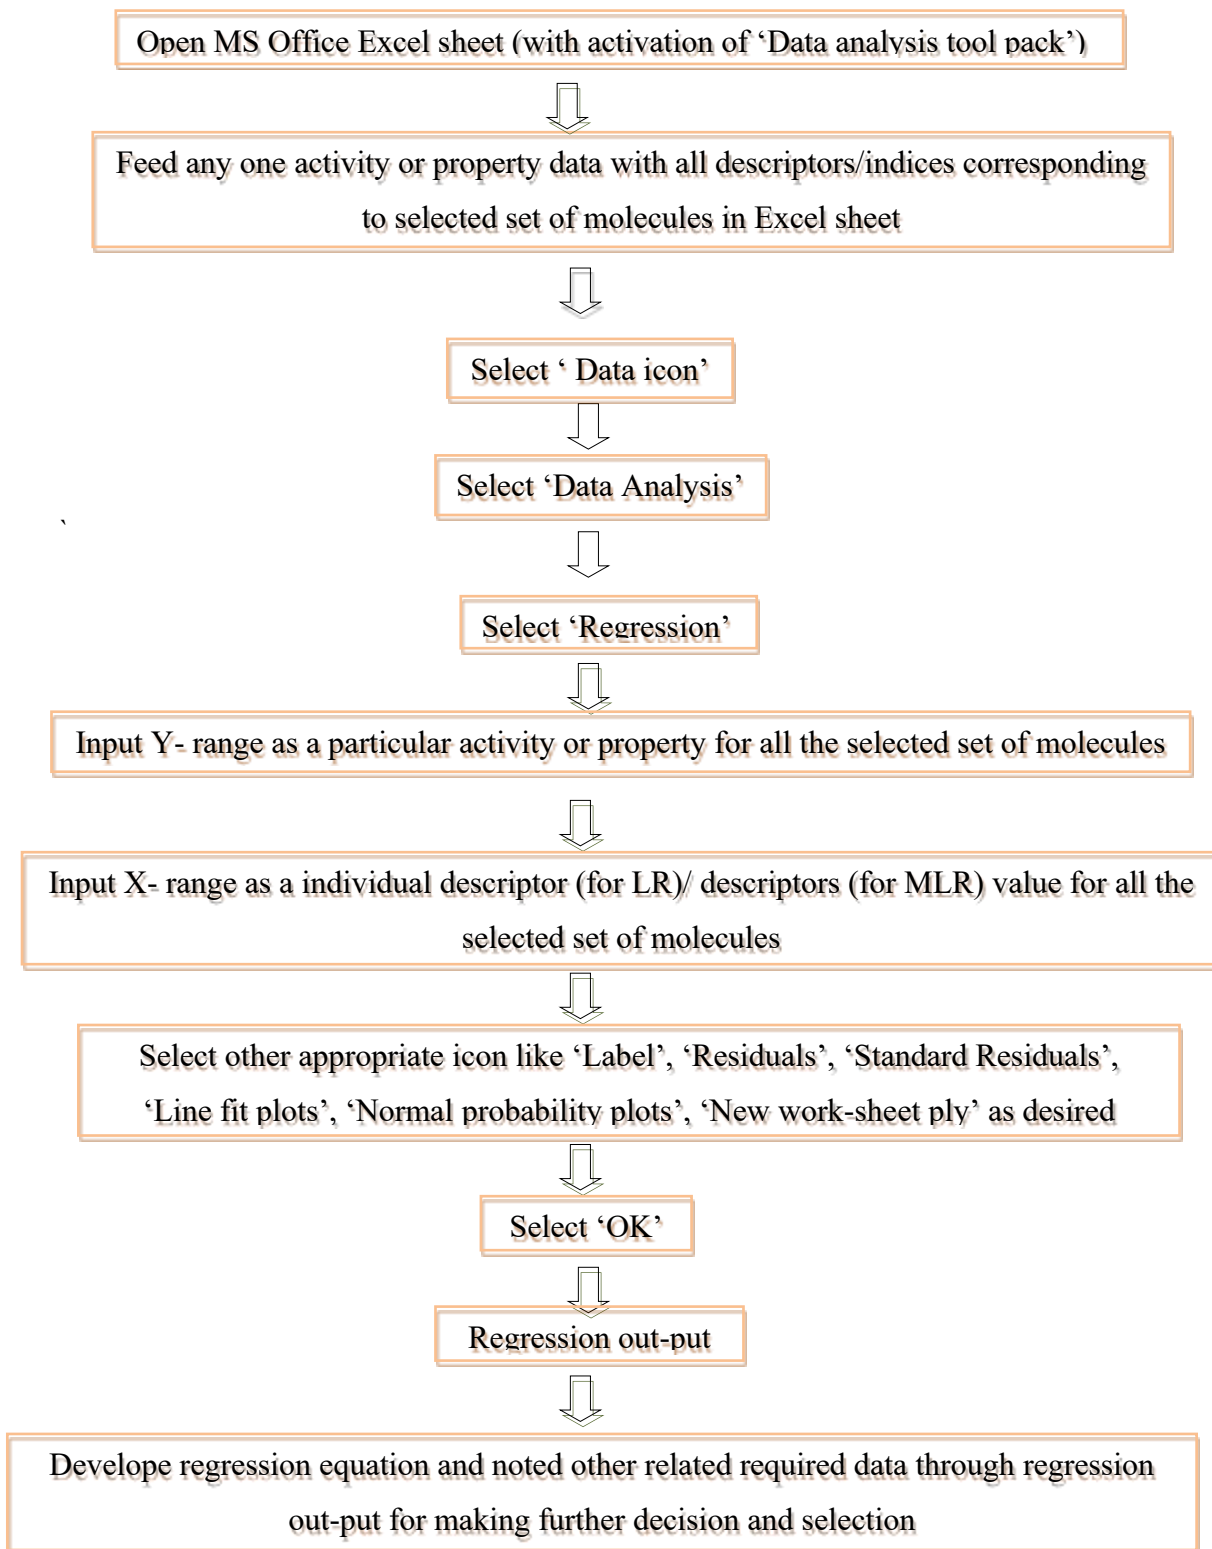 Open MS Office Excel sheet (with activation of ‘Data analysis tool pack’)
Feed any one activity or property data with all descriptors/indices corresponding
to selected set of molecules in Excel sheet
Select ‘ Data icon’
Select ‘Data Analysis’
`
Select ‘Regression’
Input Y- range as a particular activity or property for all the selected set of molecules
Input X- range as a individual descriptor (for LR)/ descriptors (for MLR) value for all the
selected set of molecules
Select other appropriate icon like ‘Label’, ‘Residuals’, ‘Standard Residuals’,
‘Line fit plots’, ‘Normal probability plots’, ‘New work-sheet ply’ as desired
Select ‘OK’
Regression out-put
Develope regression equation and noted other related required data through regression
out-put for making further decision and selection